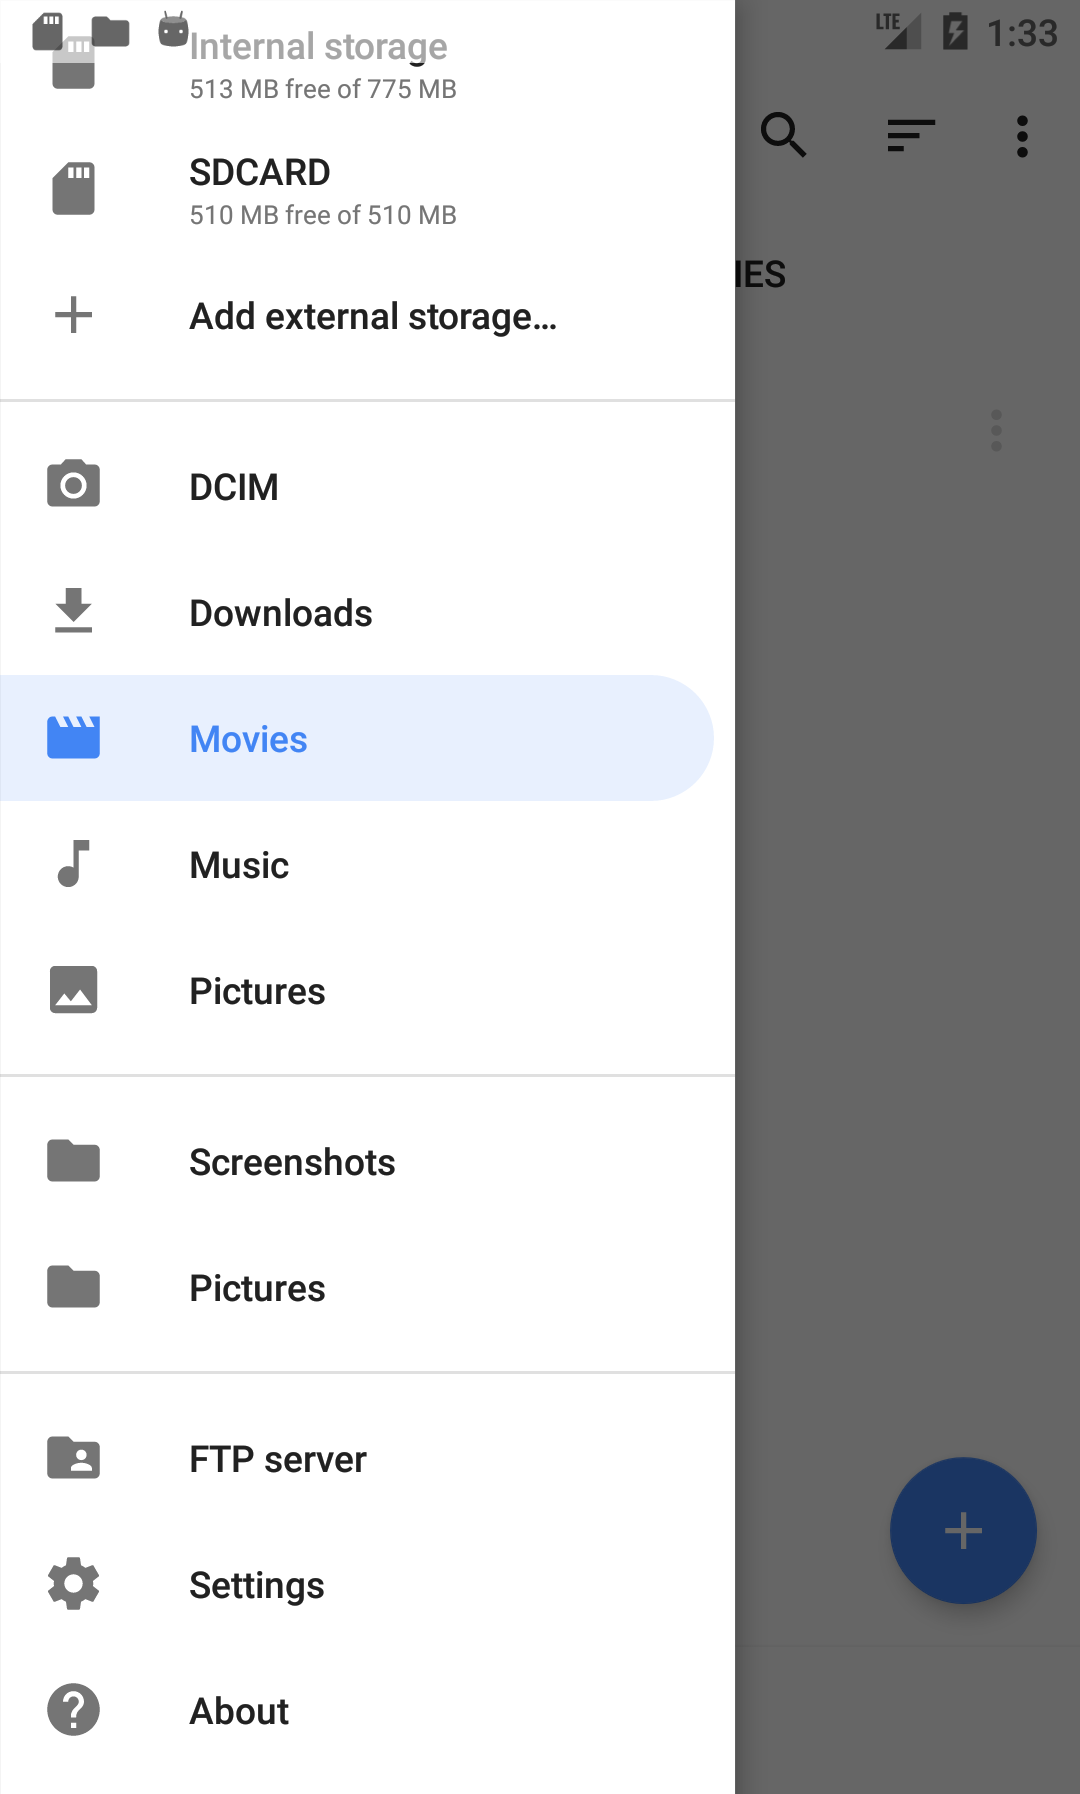 LTE 1:33
Internal storage
513 MB free of 775 MB
SDCARD
510 MB free of 510 MB
IES
Add external storage...
DCIM
Downloads
Movies
Music
Pictures
Screenshots
Pictures
FTP server
Settings
About